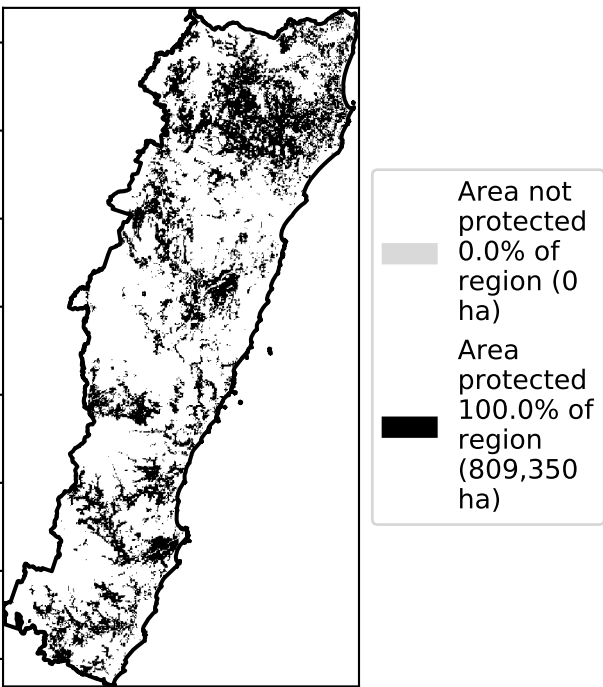 Area not
protected
0.0% of
region (0
ha)
Area
protected
100.0% of
region
(809,350
ha)